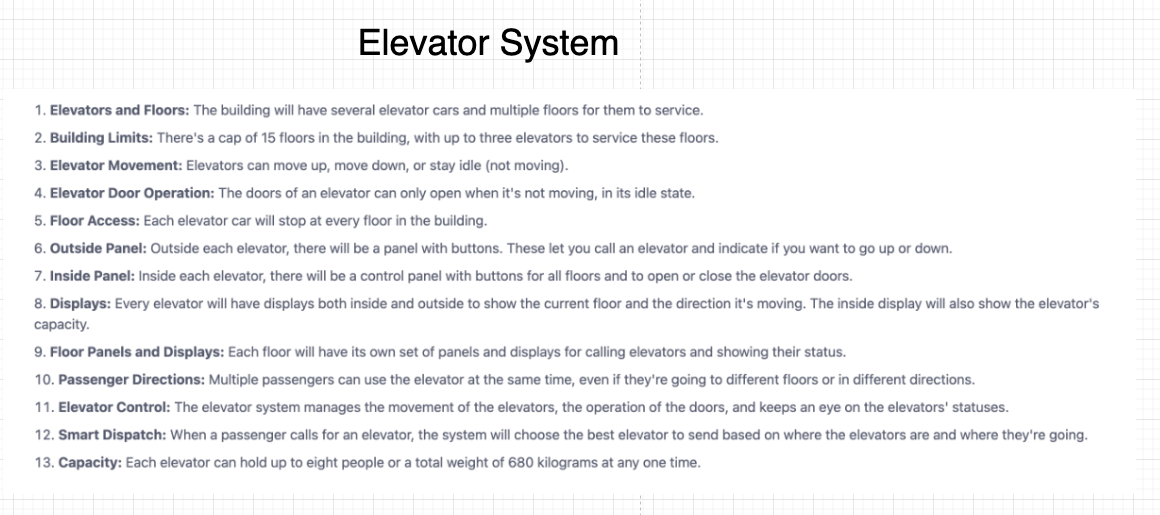 Elevator System
1. Elevators and Floors: The building will have several elevator cars and multiple floors for them to service.
2. Building Limits: There's a cap of 15 floors in the building, with up to three elevators to service these floors.
3. Elevator Movement: Elevators can move up, move down, or stay idle (not moving).
4. Elevator Door Operation: The doors of an elevator can only open when it's not moving, in its idle state.
5. Floor Access: Each elevator car will stop at every floor in the building.
6. Outside Panel: Outside each elevator, there will be a panel with buttons. These let you call an elevator and indicate if you want to go up or down.
7. Inside Panel: Inside each elevator, there will be a control panel with buttons for all floors and to open or close the elevator doors.
8. Displays: Every elevator will have displays both inside and outside to show the current floor and the direction it's moving. The inside display will also show the elevator's
capacity.
9. Floor Panels and Displays: Each floor will have its own set of panels and displays for calling elevators and showing their status.
10. Passenger Directions: Multiple passengers can use the elevator at the same time, even if they're going to different floors or in different directions.
11. Elevator Control: The elevator system manages the movement of the elevators, the operation of the doors, and keeps an eye on the elevators' statuses.
12. Smart Dispatch: When a passenger calls for an elevator, the system will choose the best elevator to send based on where the elevators are and where they're going.
13. Capacity: Each elevator can hold up to eight people or a total weight of 680 kilograms at any one time.